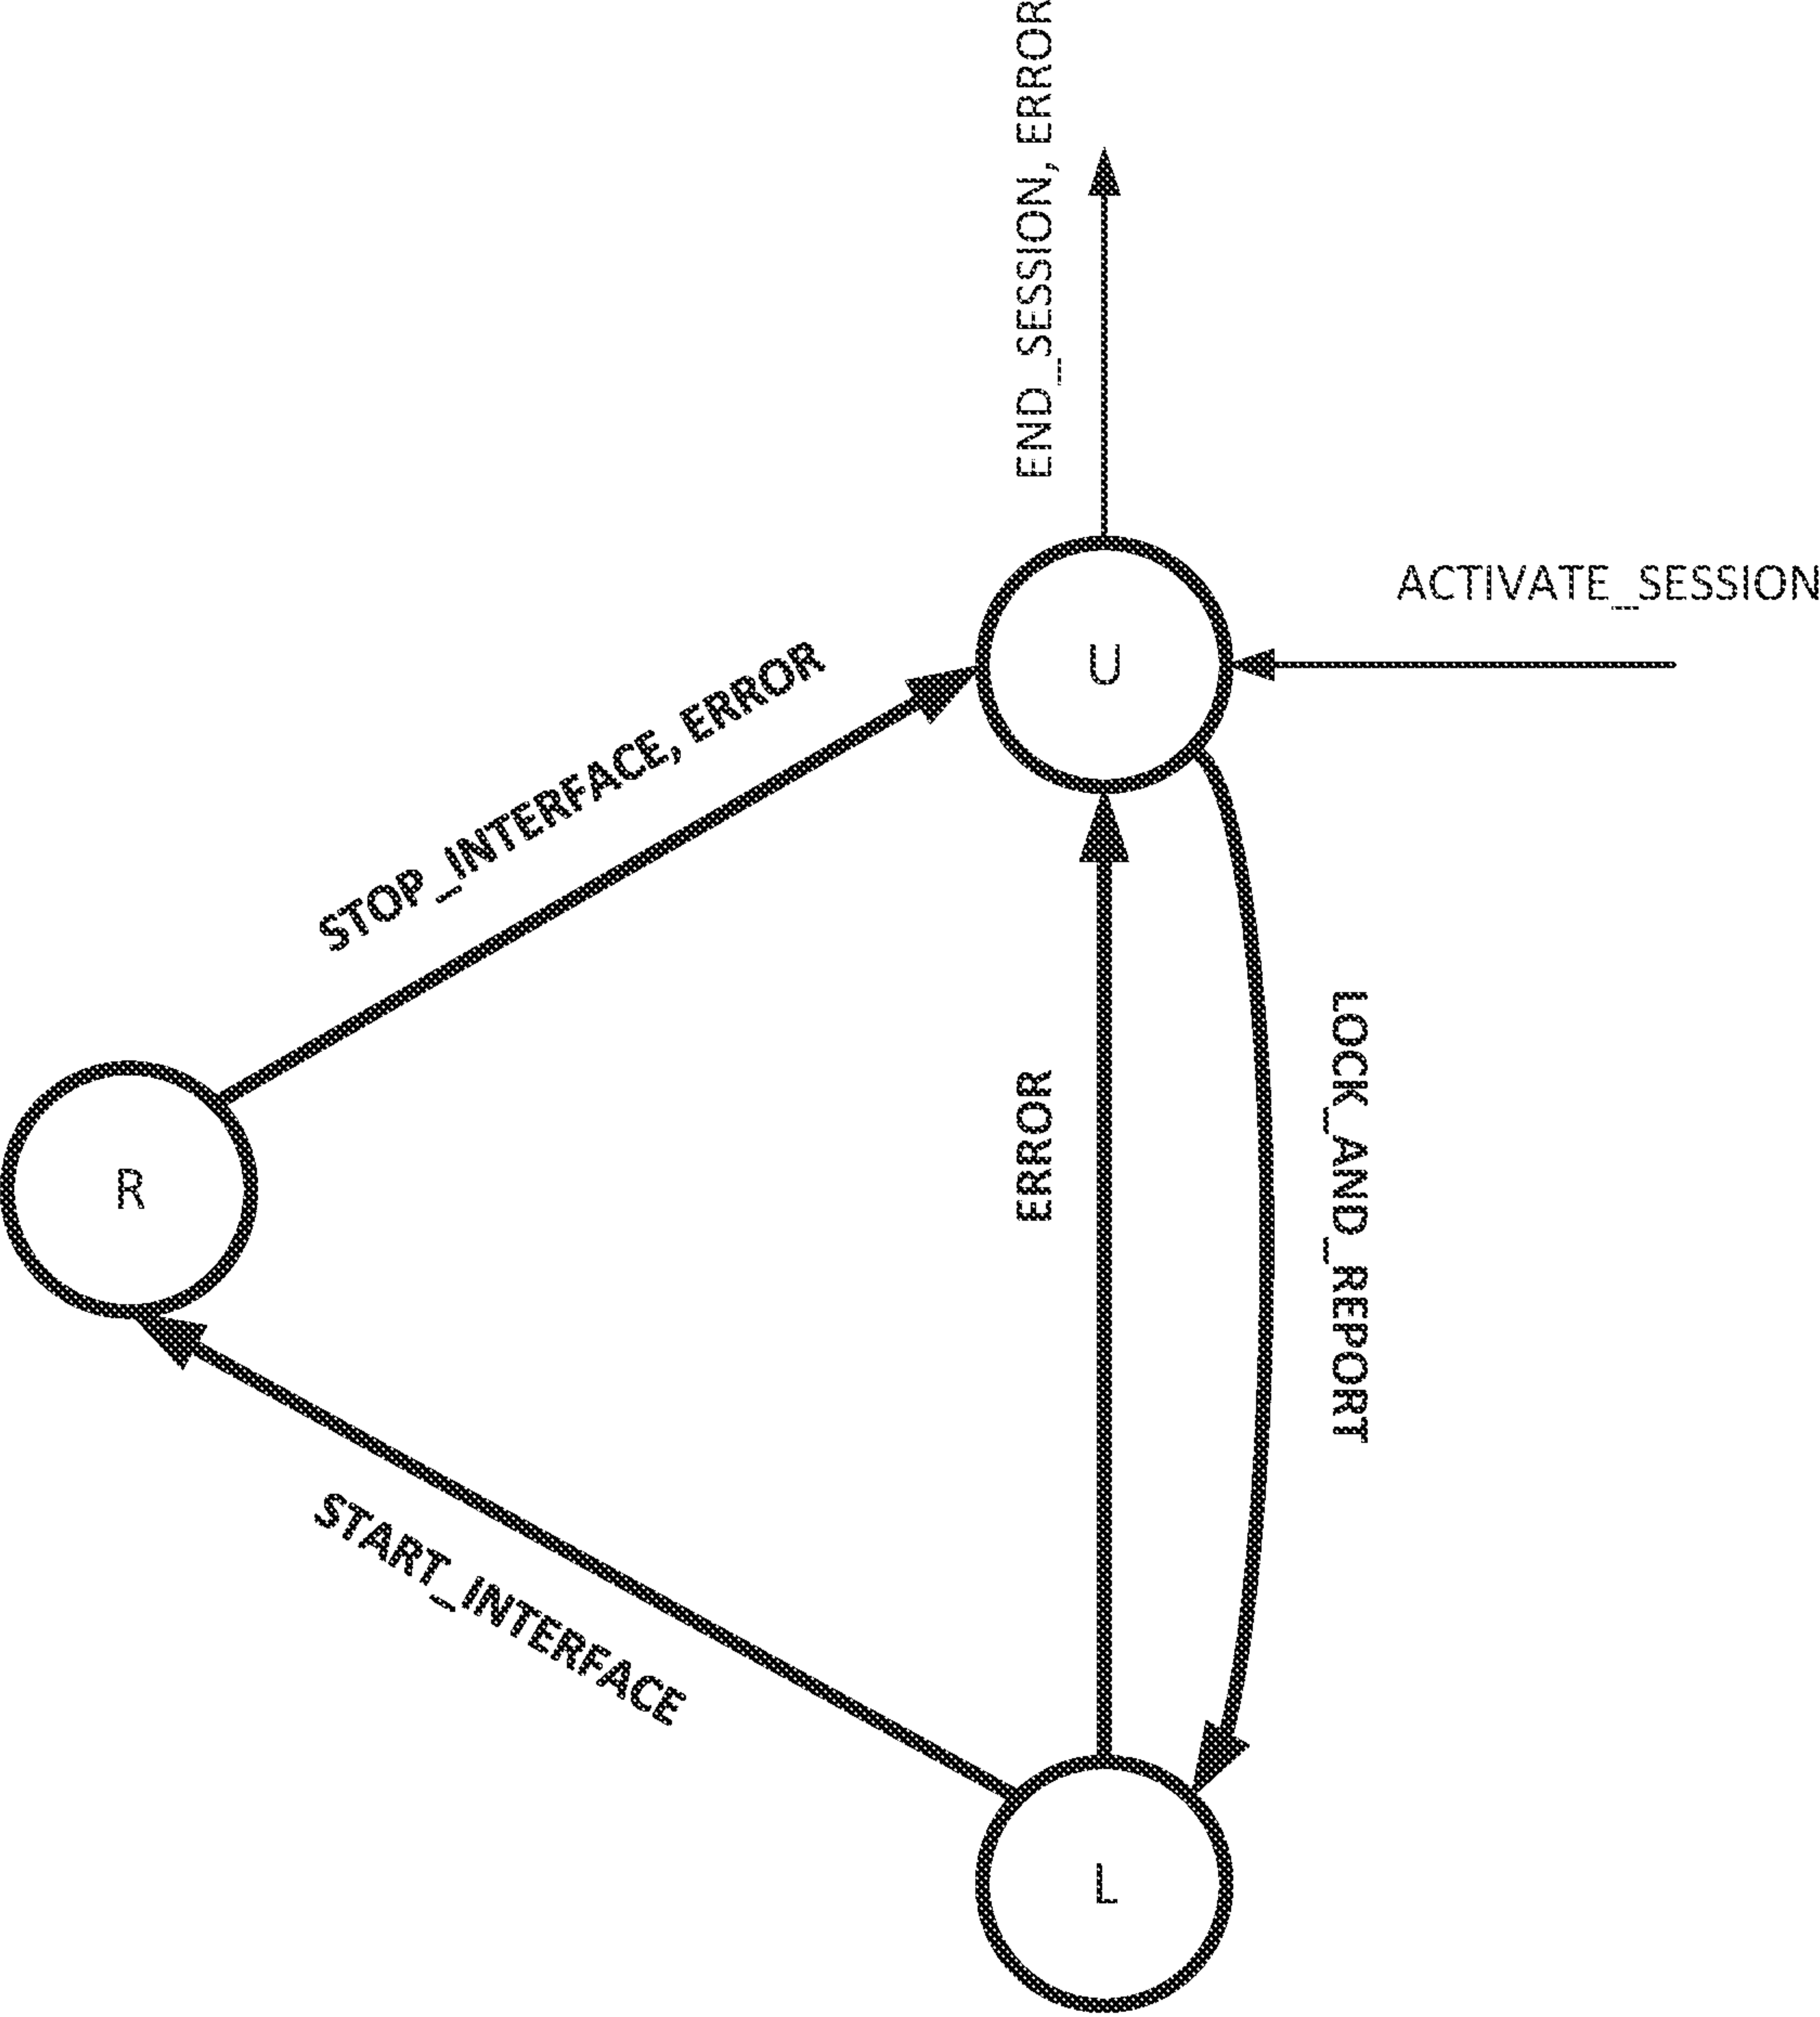 END_SESSION, ERROR
ACTIVATE_SESSION
U
STOP_INTERFACE, ERROR
LOCK_AND_REPORT
ERROR
R
START_INTERFACE
L